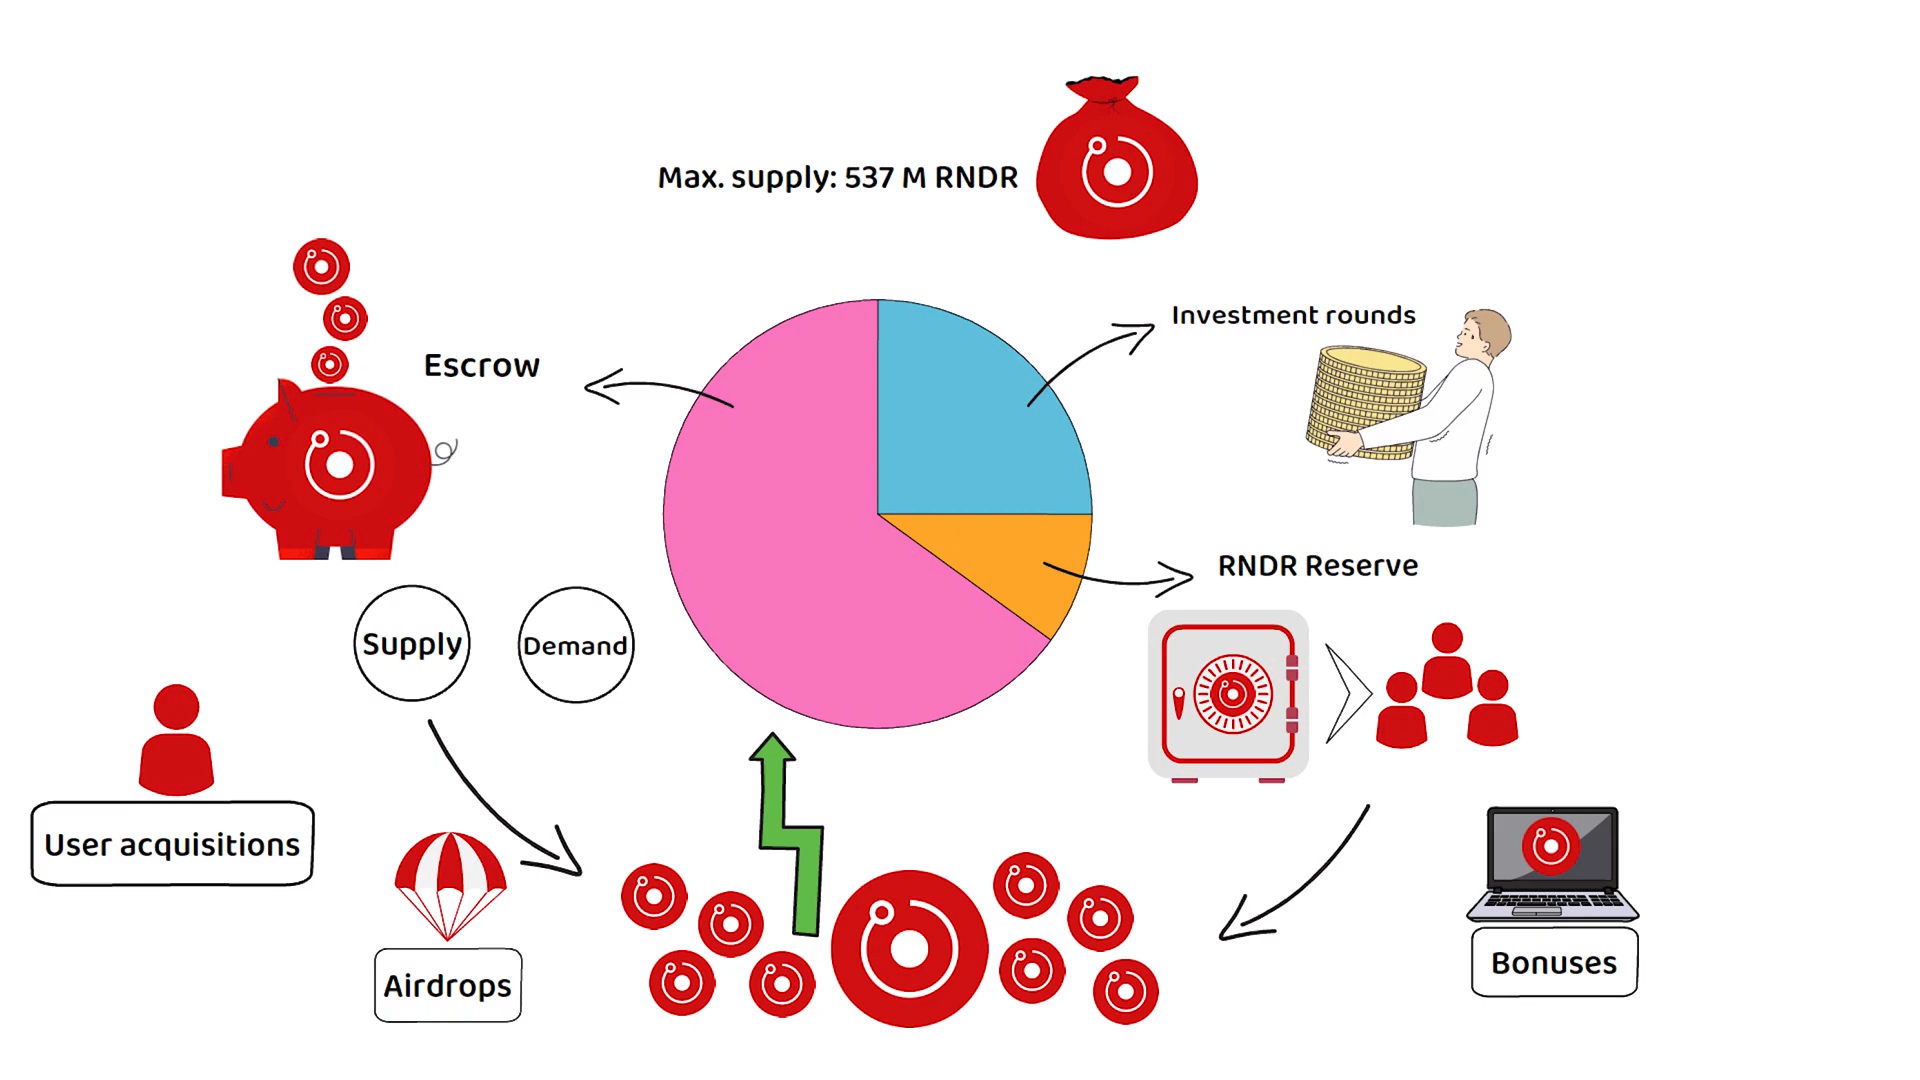 Max. supply: 537 M RNDR
Investment rounds
Escrow
RNDR Reserve
Supply
Demand
User acquisitions
Airdrops
Bonuses